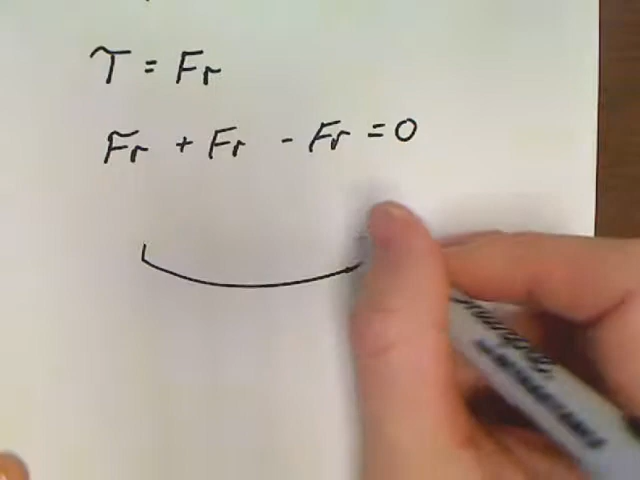 τ = Fr
Fr + Fr - Fr = 0